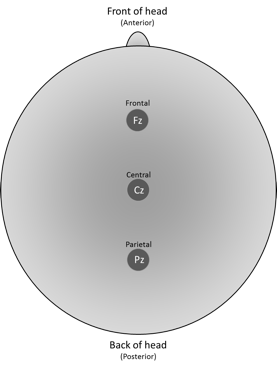 Front of head
(Anterior)
Frontal
Fz
Central
Cz
Parietal
Pz
Back of head
(Posterior)